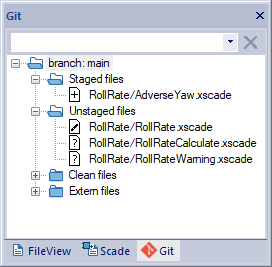 Git
branch: main
Staged files
RollRate/AdverseYaw.xscade
Unstaged files
RollRate/RollRate.xscade
RollRate/RollRateCalculate.xscade
RollRate/RollRateWarning.xscade
Clean files
Extern files
FileView Scade Git